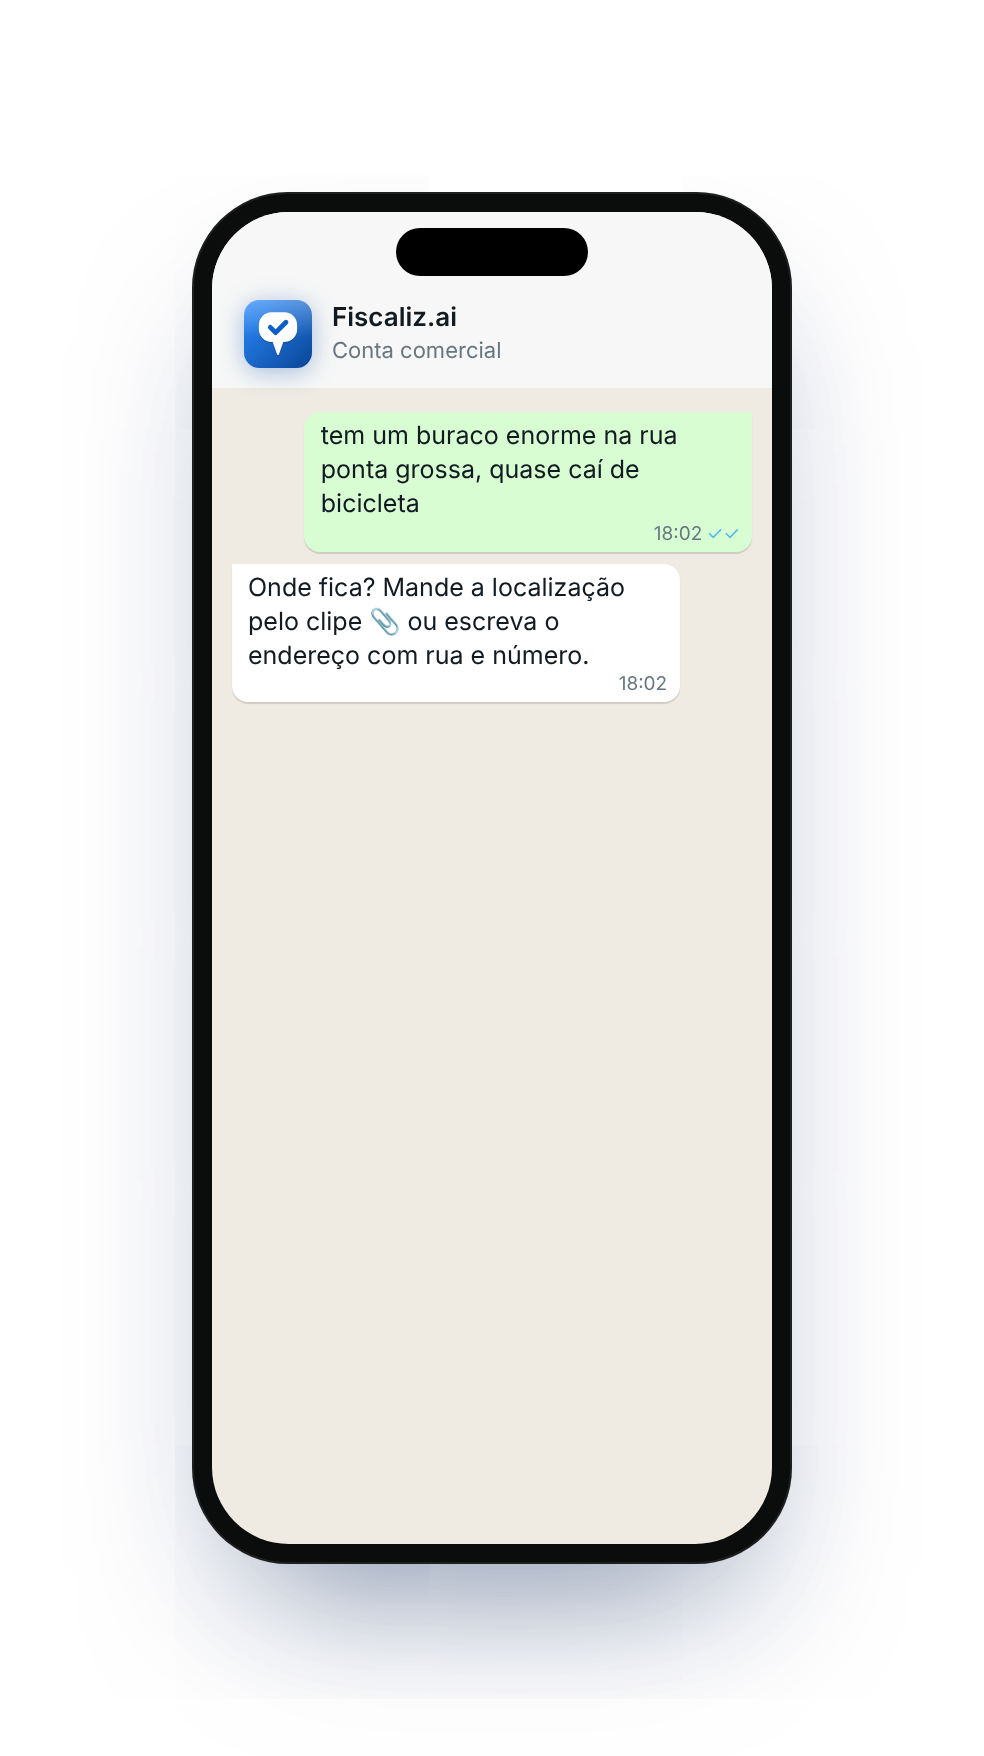 Fiscaliz.ai
Conta comercial
tem um buraco enorme na rua
ponta grossa, quase caí de
bicicleta
18:02 ✓✓
Onde fica? Mande a localização
pelo clipe 📎 ou escreva o
endereço com rua e número.
18:02